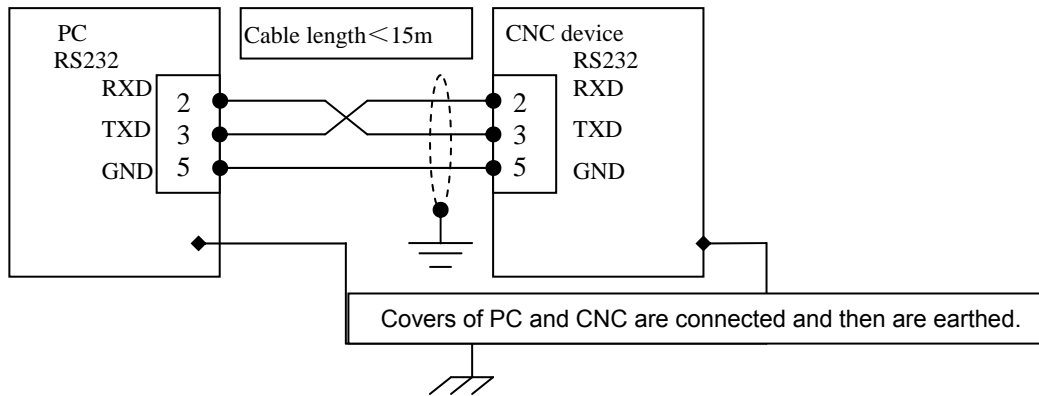 PC
RS232
RXD 2
TXD 3
GND 5
Cable length<15m
CNC device
RS232
2 RXD
3 TXD
5 GND
Covers of PC and CNC are connected and then are earthed.